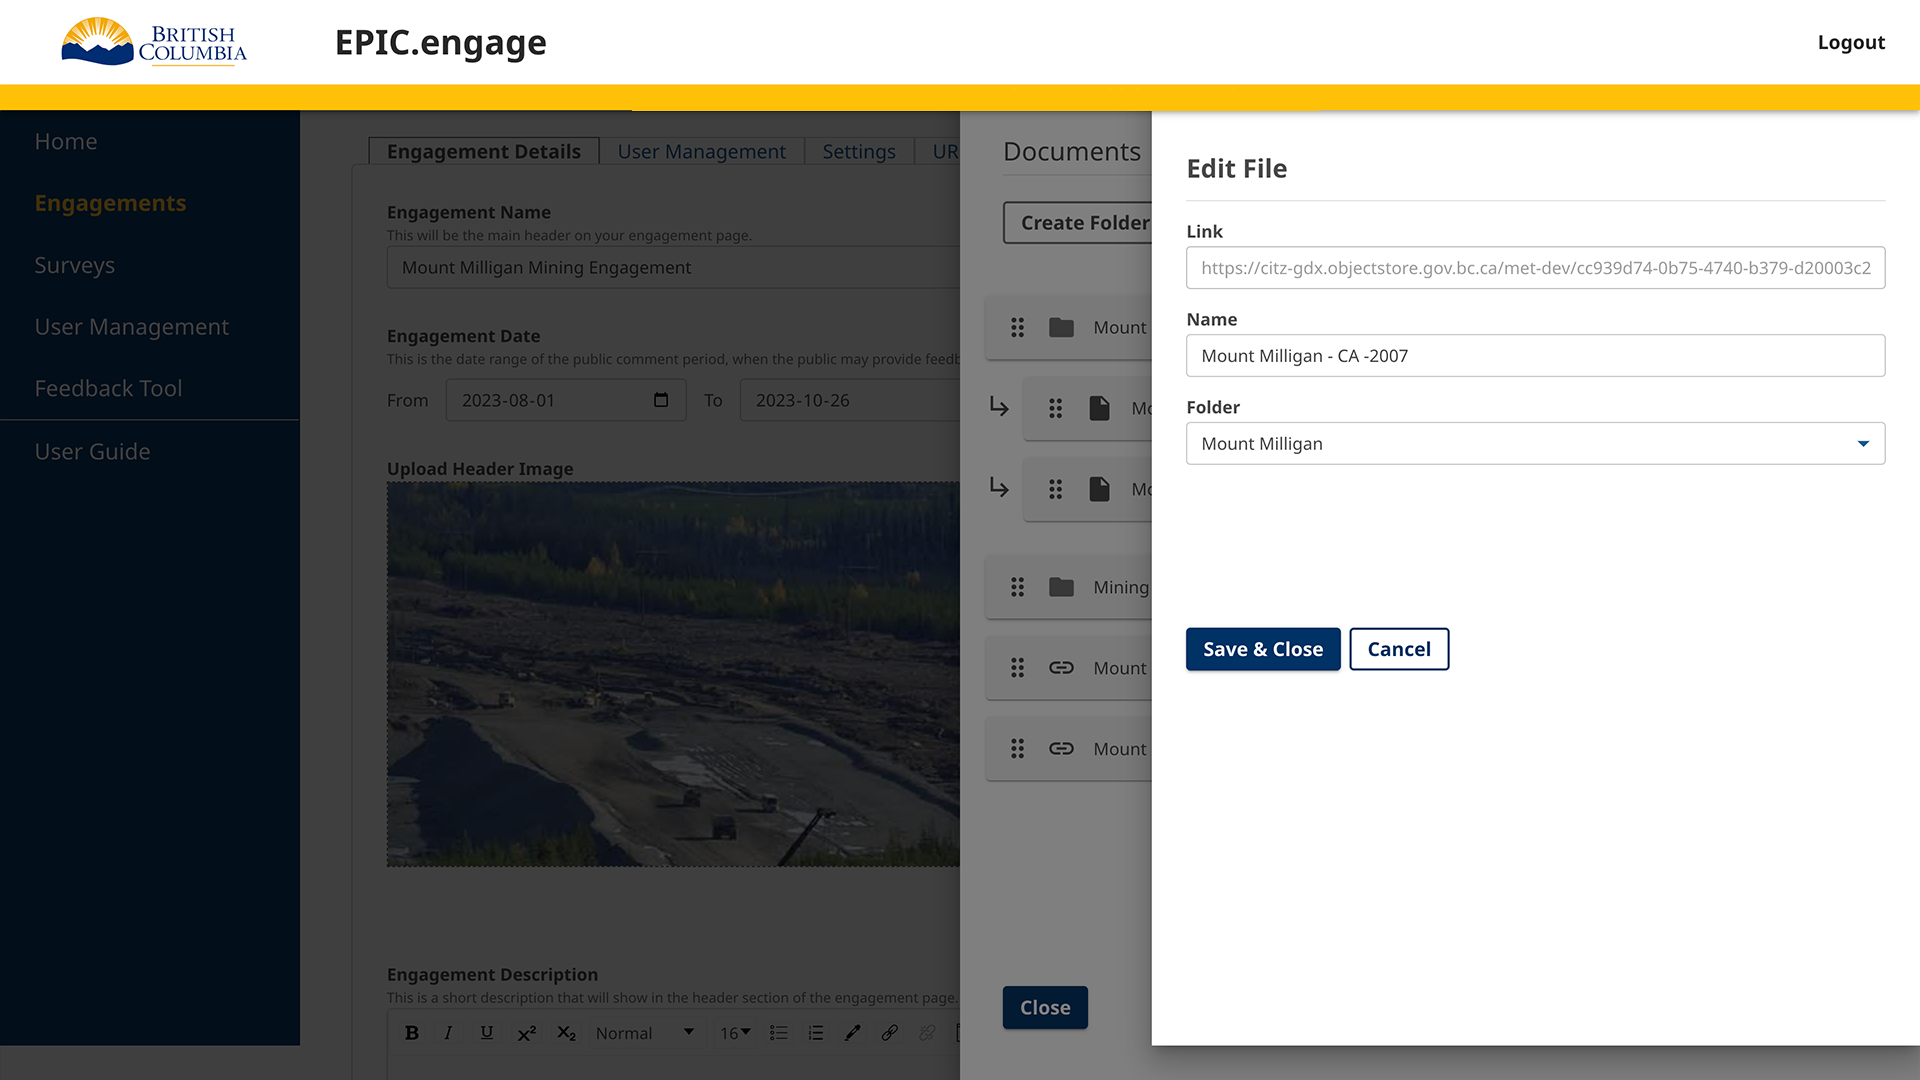 BRITISH
COLUMBIA
EPIC.engage
Logout
Home
Engagements
Surveys
User Management
Feedback Tool
User Guide
Engagement Details
User Management
Settings
UR
Engagement Name
This will be the main header on your engagement page.
Mount Milligan Mining Engagement
Engagement Date
This is the date range of the public comment period, when the public may provide feedb
From
2023-08-01
To
2023-10-26
Upload Header Image
Engagement Description
This is a short description that will show in the header section of the engagement page.
B I U X² X₂ Normal 16
Documents
Create Folder
Mount
Mo
Mo
Mining
Mount
Mount
Close
Edit File
Link
https://citz-gdx.objectstore.gov.bc.ca/met-dev/cc939d74-0b75-4740-b379-d20003c2
Name
Mount Milligan - CA -2007
Folder
Mount Milligan
Save & Close
Cancel